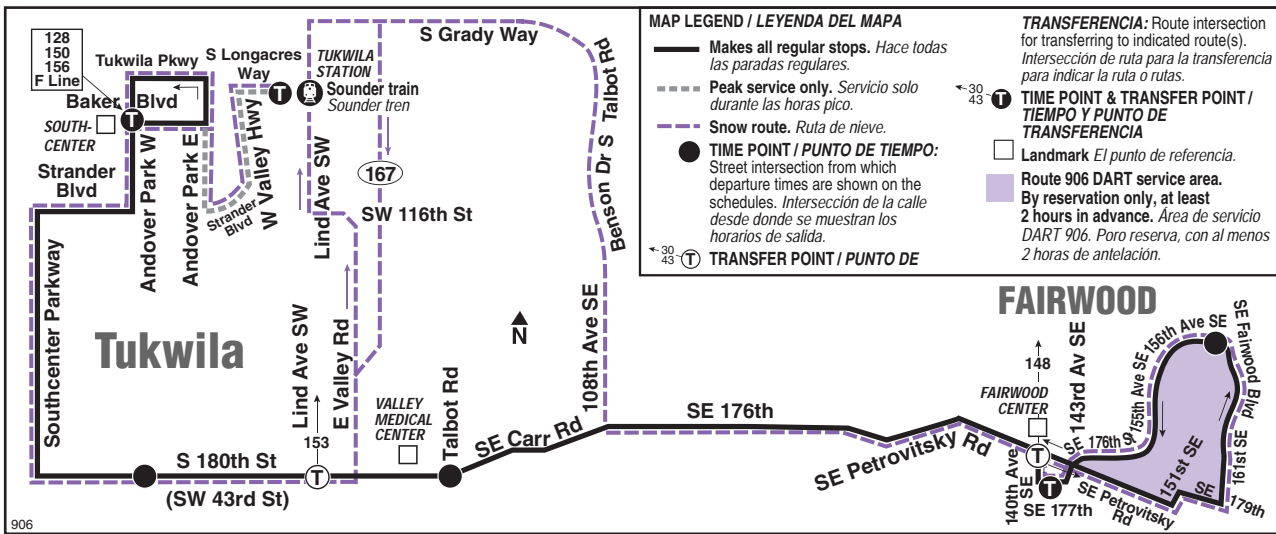 128
150
156
F Line
Tukwila Pkwy
S Longacres
Way
TUKWILA
STATION
Sounder train
Sounder tren
S Grady Way
Baker Blvd
T
T
SOUTH-
CENTER
Strander
Blvd
Andover Park W
Andover Park E
Strander
Blvd
W Valley Hwy
Lind Ave SW
167
SW 116th St
Benson Dr S
Talbot Rd
Southcenter Parkway
Tukwila
Lind Ave SW
E Valley Rd
153
N
VALLEY
MEDICAL
CENTER
Talbot Rd
108th Ave SE
S 180th St
(SW 43rd St)
T
SE Carr Rd
SE 176th
SE Petrovitsky Rd
FAIRWOOD
148
143rd Av SE
FAIRWOOD
CENTER
T
T
140th Ave
SE
SE 177th
SE 176th St
155th Ave SE
156th Ave SE
SE Fairwood Blvd
161st SE
151st SE
SE 179th
SE Petrovitsky
Rd
906
MAP LEGEND / LEYENDA DEL MAPA
Makes all regular stops. Hace todas
las paradas regulares.
Peak service only. Servicio solo
durante las horas pico.
Snow route. Ruta de nieve.
TIME POINT / PUNTO DE TIEMPO:
Street intersection from which
departure times are shown on the
schedules. Intersección de la calle
desde donde se muestran los
horarios de salida.
30
43 T TRANSFER POINT / PUNTO DE
TRANSFERENCIA: Route intersection
for transferring to indicated route(s).
Intersección de ruta para la transferencia
para indicar la ruta o rutas.
30
43 T TIME POINT & TRANSFER POINT /
TIEMPO Y PUNTO DE
TRANSFERENCIA
Landmark El punto de referencia.
Route 906 DART service area.
By reservation only, at least
2 hours in advance. Área de servicio
DART 906. Poro reserva, con al menos
2 horas de antelación.